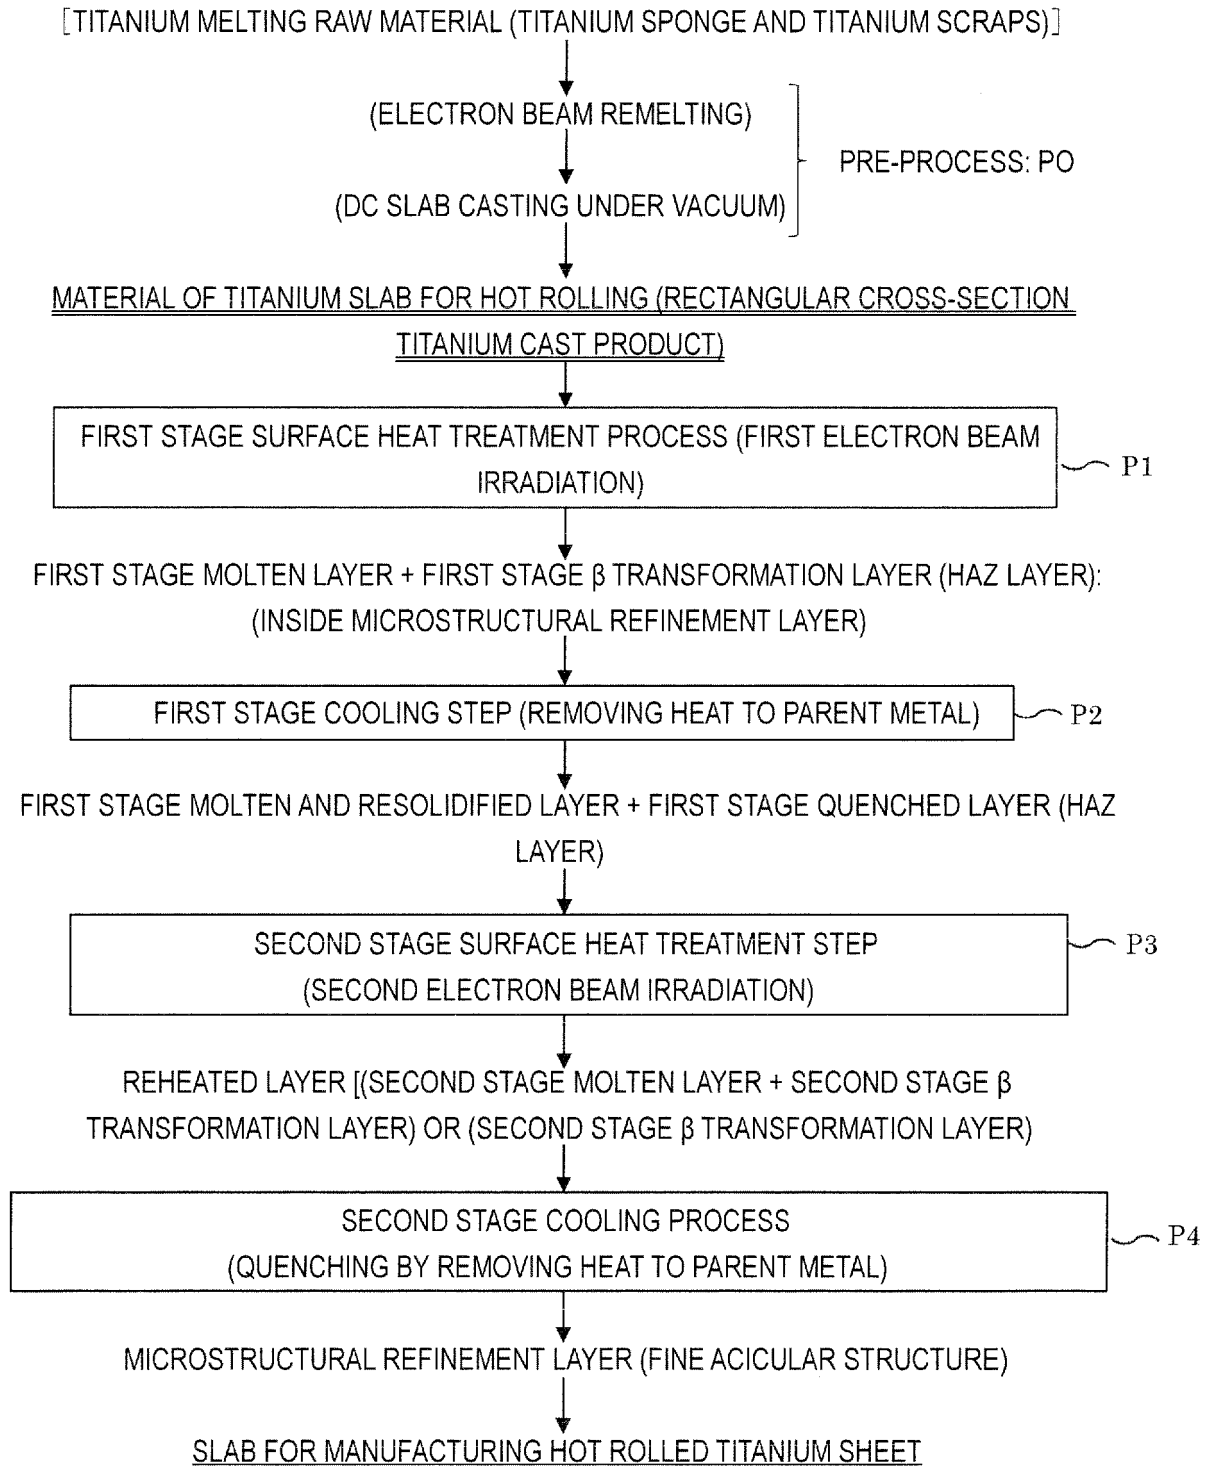 [TITANIUM MELTING RAW MATERIAL (TITANIUM SPONGE AND TITANIUM SCRAPS)]
(ELECTRON BEAM REMELTING)
PRE-PROCESS: PO
(DC SLAB CASTING UNDER VACUUM)
MATERIAL OF TITANIUM SLAB FOR HOT ROLLING (RECTANGULAR CROSS-SECTION
TITANIUM CAST PRODUCT)
FIRST STAGE SURFACE HEAT TREATMENT PROCESS (FIRST ELECTRON BEAM
IRRADIATION)
P1
FIRST STAGE MOLTEN LAYER + FIRST STAGE β TRANSFORMATION LAYER (HAZ LAYER):
(INSIDE MICROSTRUCTURAL REFINEMENT LAYER)
FIRST STAGE COOLING STEP (REMOVING HEAT TO PARENT METAL)
P2
FIRST STAGE MOLTEN AND RESOLIDIFIED LAYER + FIRST STAGE QUENCHED LAYER (HAZ
LAYER)
SECOND STAGE SURFACE HEAT TREATMENT STEP
(SECOND ELECTRON BEAM IRRADIATION)
P3
REHEATED LAYER [(SECOND STAGE MOLTEN LAYER + SECOND STAGE β
TRANSFORMATION LAYER) OR (SECOND STAGE β TRANSFORMATION LAYER)
SECOND STAGE COOLING PROCESS
(QUENCHING BY REMOVING HEAT TO PARENT METAL)
P4
MICROSTRUCTURAL REFINEMENT LAYER (FINE ACICULAR STRUCTURE)
SLAB FOR MANUFACTURING HOT ROLLED TITANIUM SHEET